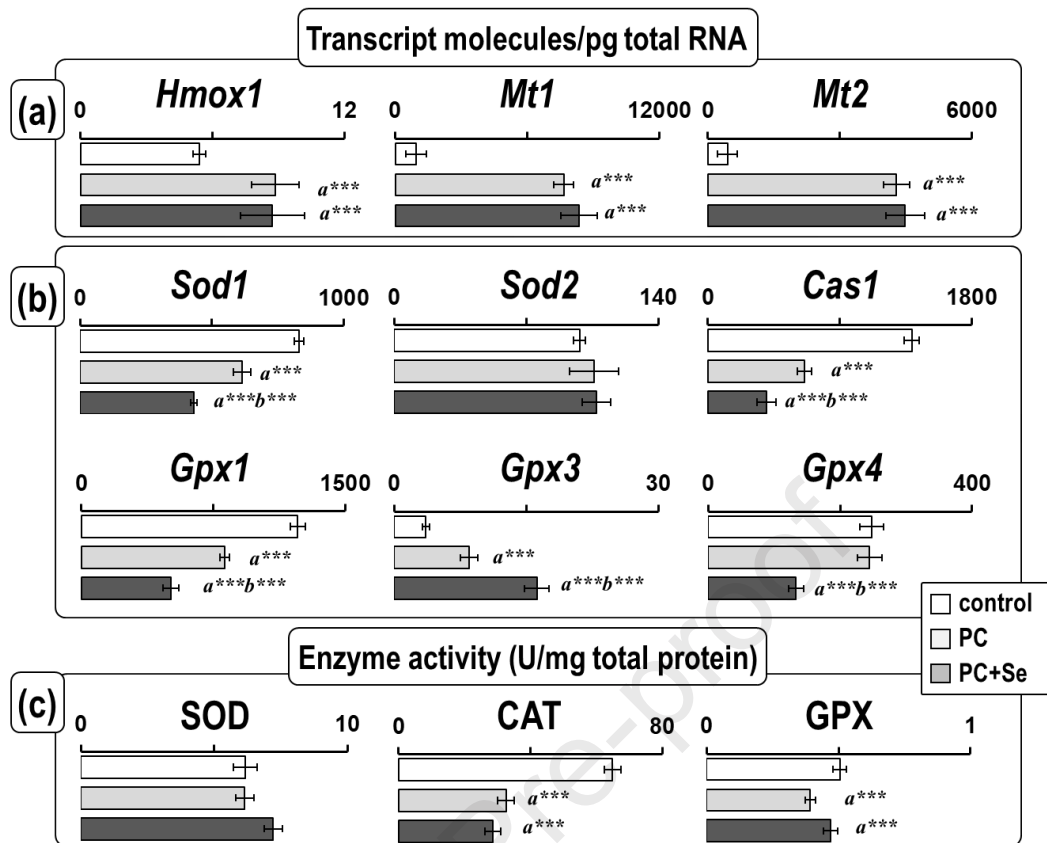 Transcript molecules/pg total RNA
(a)
Hmox1 Mt1 Mt2
0 12 0 12000 0 6000
a*** a*** a***
a*** a*** a***
(b)
Sod1 Sod2 Cas1
0 1000 0 140 0 1800
a*** a***
a***b*** a***b***
Gpx1 Gpx3 Gpx4
0 1500 0 30 0 400
a*** a***
a***b*** a***b*** a***b***
control
PC
PC+Se
Enzyme activity (U/mg total protein)
(c)
SOD CAT GPX
0 10 0 80 0 1
a*** a***
a*** a***
Pre-proof